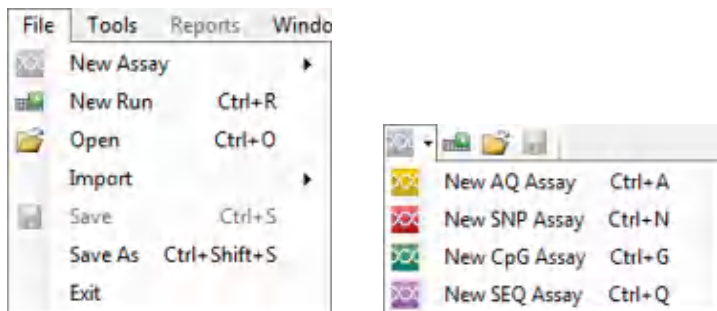 File Tools Reports Windo
New Assay
New Run Ctrl+R
Open Ctrl+O
Import
Save Ctrl+S
Save As Ctrl+Shift+S
Exit
New AQ Assay Ctrl+A
New SNP Assay Ctrl+N
New CpG Assay Ctrl+G
New SEQ Assay Ctrl+Q